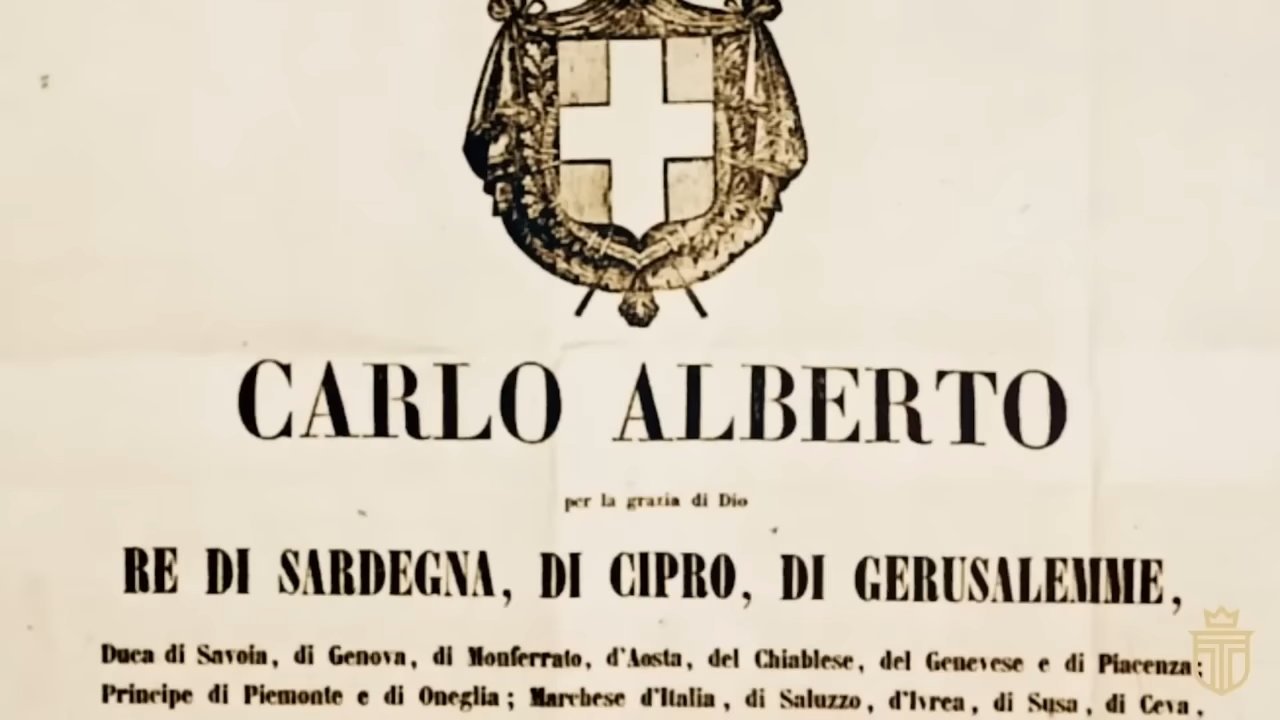 CARLO ALBERTO
per la grazia di Dio
RE DI SARDEGNA, DI CIPRO, DI GERUSALEMME,
Duca di Savoia, di Genova, di Monferrato, d'Aosta, del Chiablese, del Genevese e di Piacenza;
Principe di Piemonte e di Oneglia; Marchese d'Italia, di Saluzzo, d'Ivrea, di Susa, di Ceva,